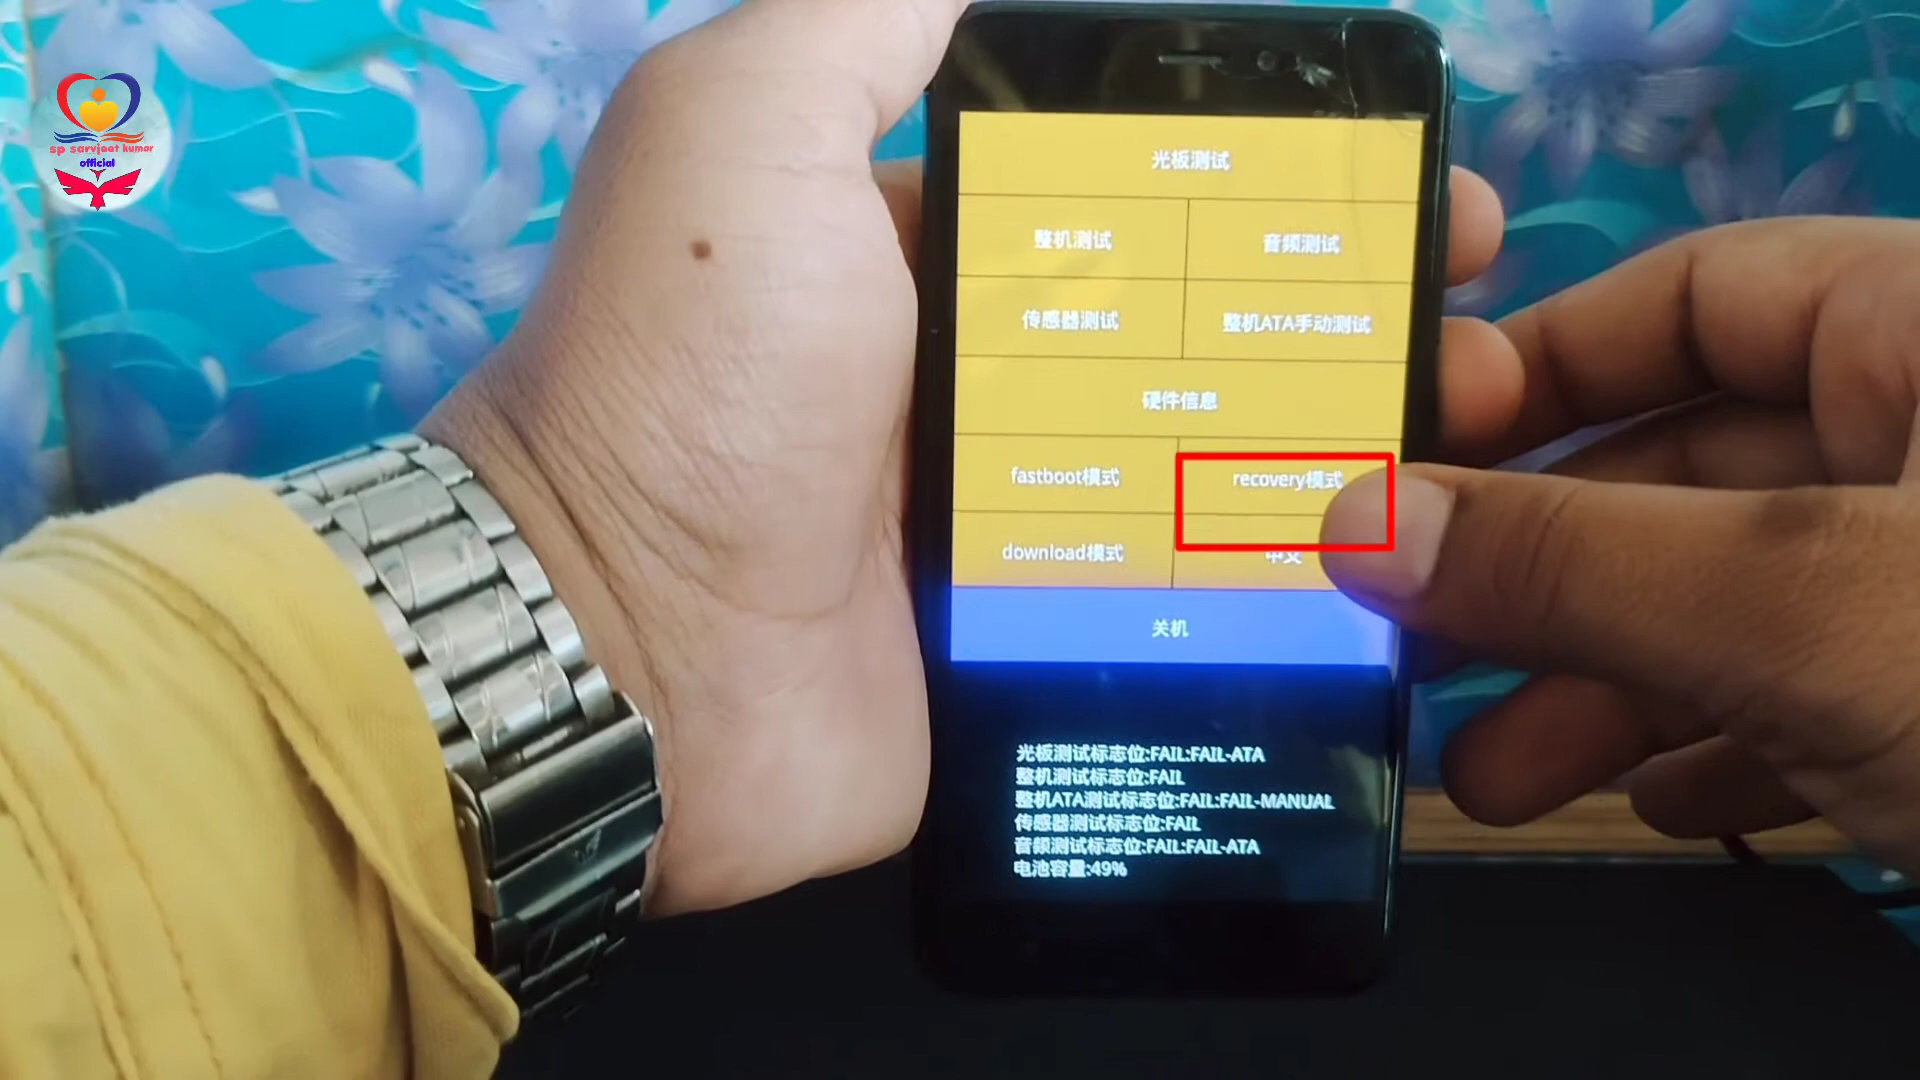 sp sarvjeet kumar
official
光板测试
整机测试
音频测试
传感器测试
整机ATA手动测试
硬件信息
fastboot模式
recovery模式
download模式
中文
关机
光板测试标志位:FAIL:FAIL-ATA
整机测试标志位:FAIL
整机ATA测试标志位:FAIL:FAIL-MANUAL
传感器测试标志位:FAIL
音频测试标志位:FAIL:FAIL-ATA
电池容量:49%